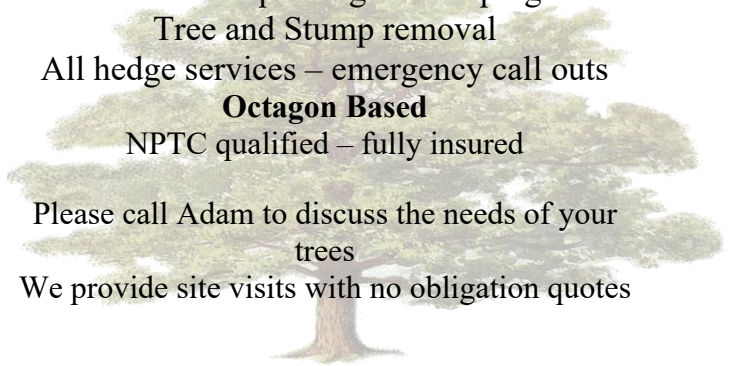 Tree and Stump removal
All hedge services – emergency call outs
Octagon Based
NPTC qualified – fully insured
Please call Adam to discuss the needs of your
trees
We provide site visits with no obligation quotes